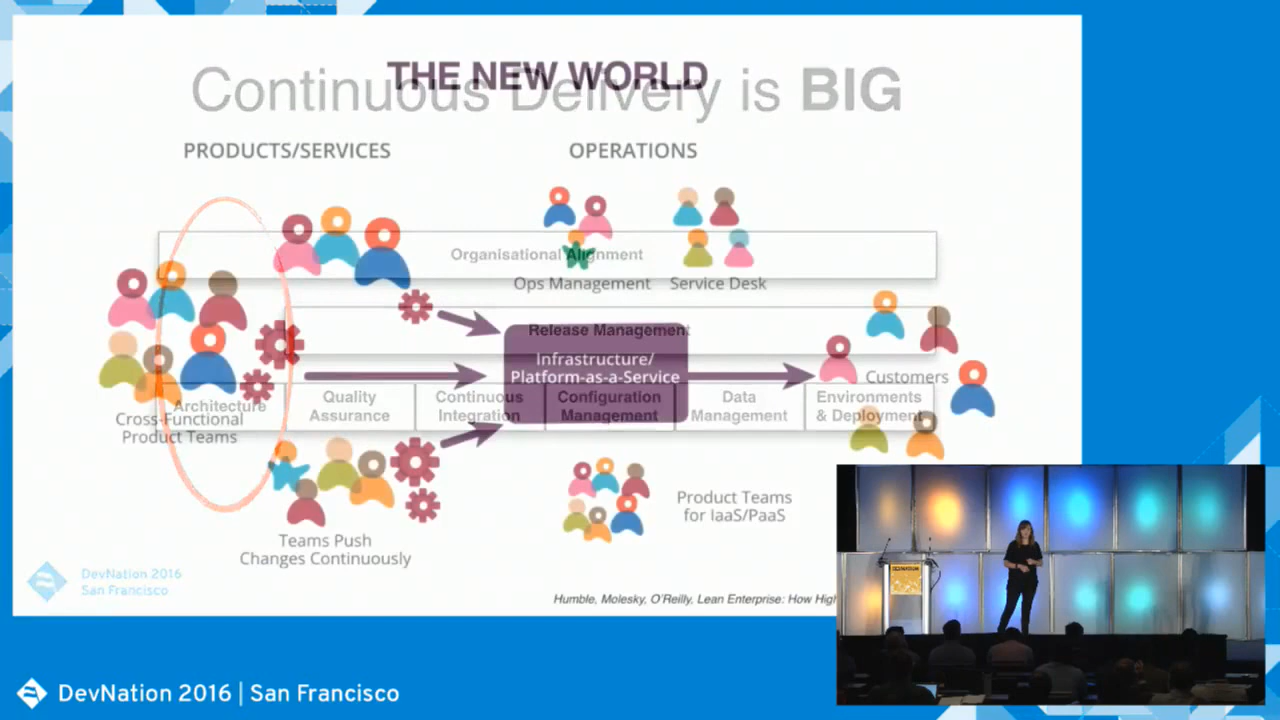 THE NEW WORLD
Continuous Delivery is BIG
PRODUCTS/SERVICES
OPERATIONS
Organisational Alignment
Ops Management
Service Desk
Release Management
Infrastructure/
Platform-as-a-Service
Customers
Architecture
Quality
Assurance
Continuous
Integration
Configuration
Management
Data
Management
Environments
& Deployment
Cross-Functional
Product Teams
Product Teams
for IaaS/PaaS
Teams Push
Changes Continuously
DevNation 2016
San Francisco
Humble, Molesky, O'Reilly, Lean Enterprise: How High
DevNation 2016 | San Francisco